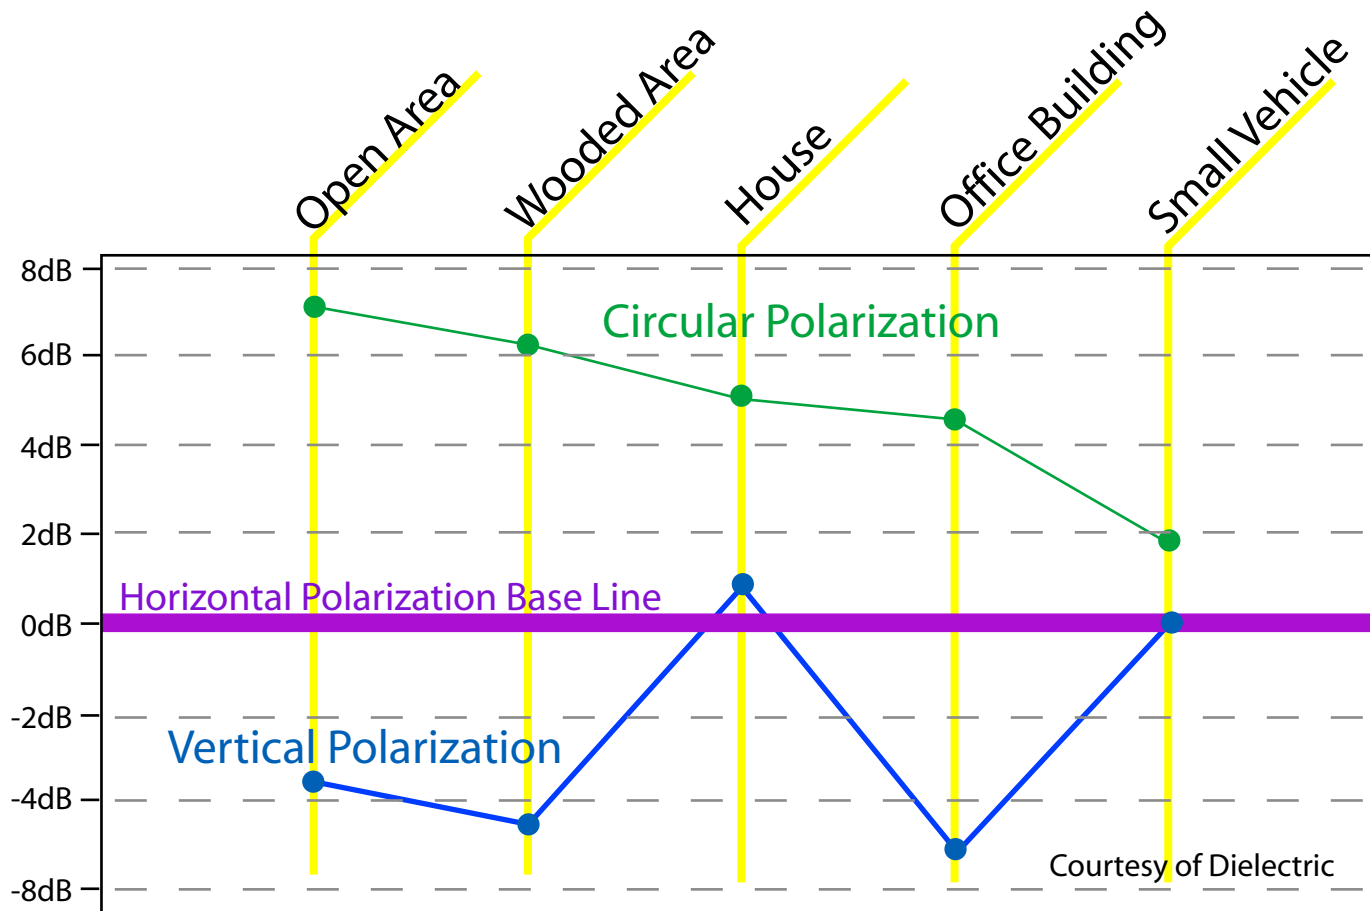 Open Area
Wooded Area
House
Office Building
Small Vehicle
8dB
Circular Polarization
6dB
4dB
2dB
Horizontal Polarization Base Line
0dB
-2dB
Vertical Polarization
-4dB
Courtesy of Dielectric
-8dB